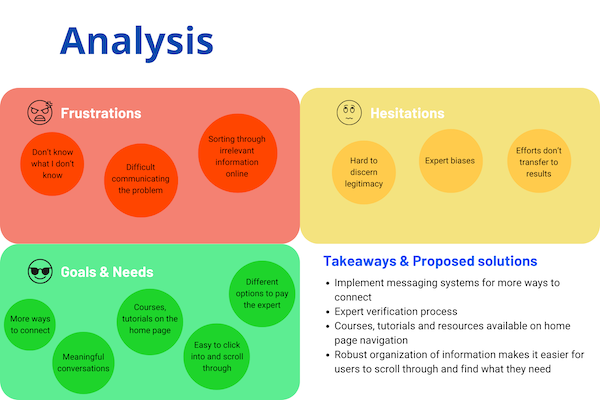 Analysis
Frustrations
Don't know
what I don't
know
Difficult
communicating
the problem
Sorting through
irrelevant
information
online
Hesitations
Hard to
discern
legitimacy
Expert biases
Efforts don't
transfer to
results
Goals & Needs
More ways
to connect
Meaningful
conversations
Courses,
tutorials on the
home page
Easy to click
into and scroll
through
Different
options to pay
the expert
Takeaways & Proposed solutions
• Implement messaging systems for more ways to
connect
• Expert verification process
• Courses, tutorials and resources available on home
page navigation
• Robust organization of information makes it easier for
users to scroll through and find what they need